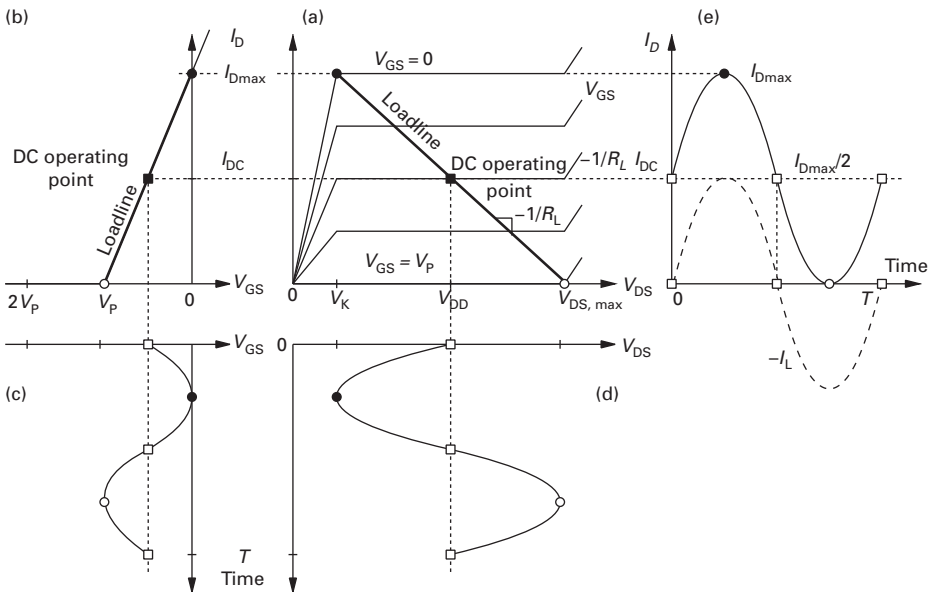 (b)
I_D
I_Dmax
DC operating
point
I_DC
Loadline
2V_P
V_P
0
V_GS
(a)
V_GS = 0
V_GS
Loadline
DC operating
point
−1/R_L
−1/R_L
V_GS = V_P
0
V_K
V_DD
V_DS, max
V_DS
(e)
I_D
I_Dmax
I_DC
I_Dmax/2
Time
0
T
−I_L
(c)
V_GS
T
Time
0
V_DS
(d)